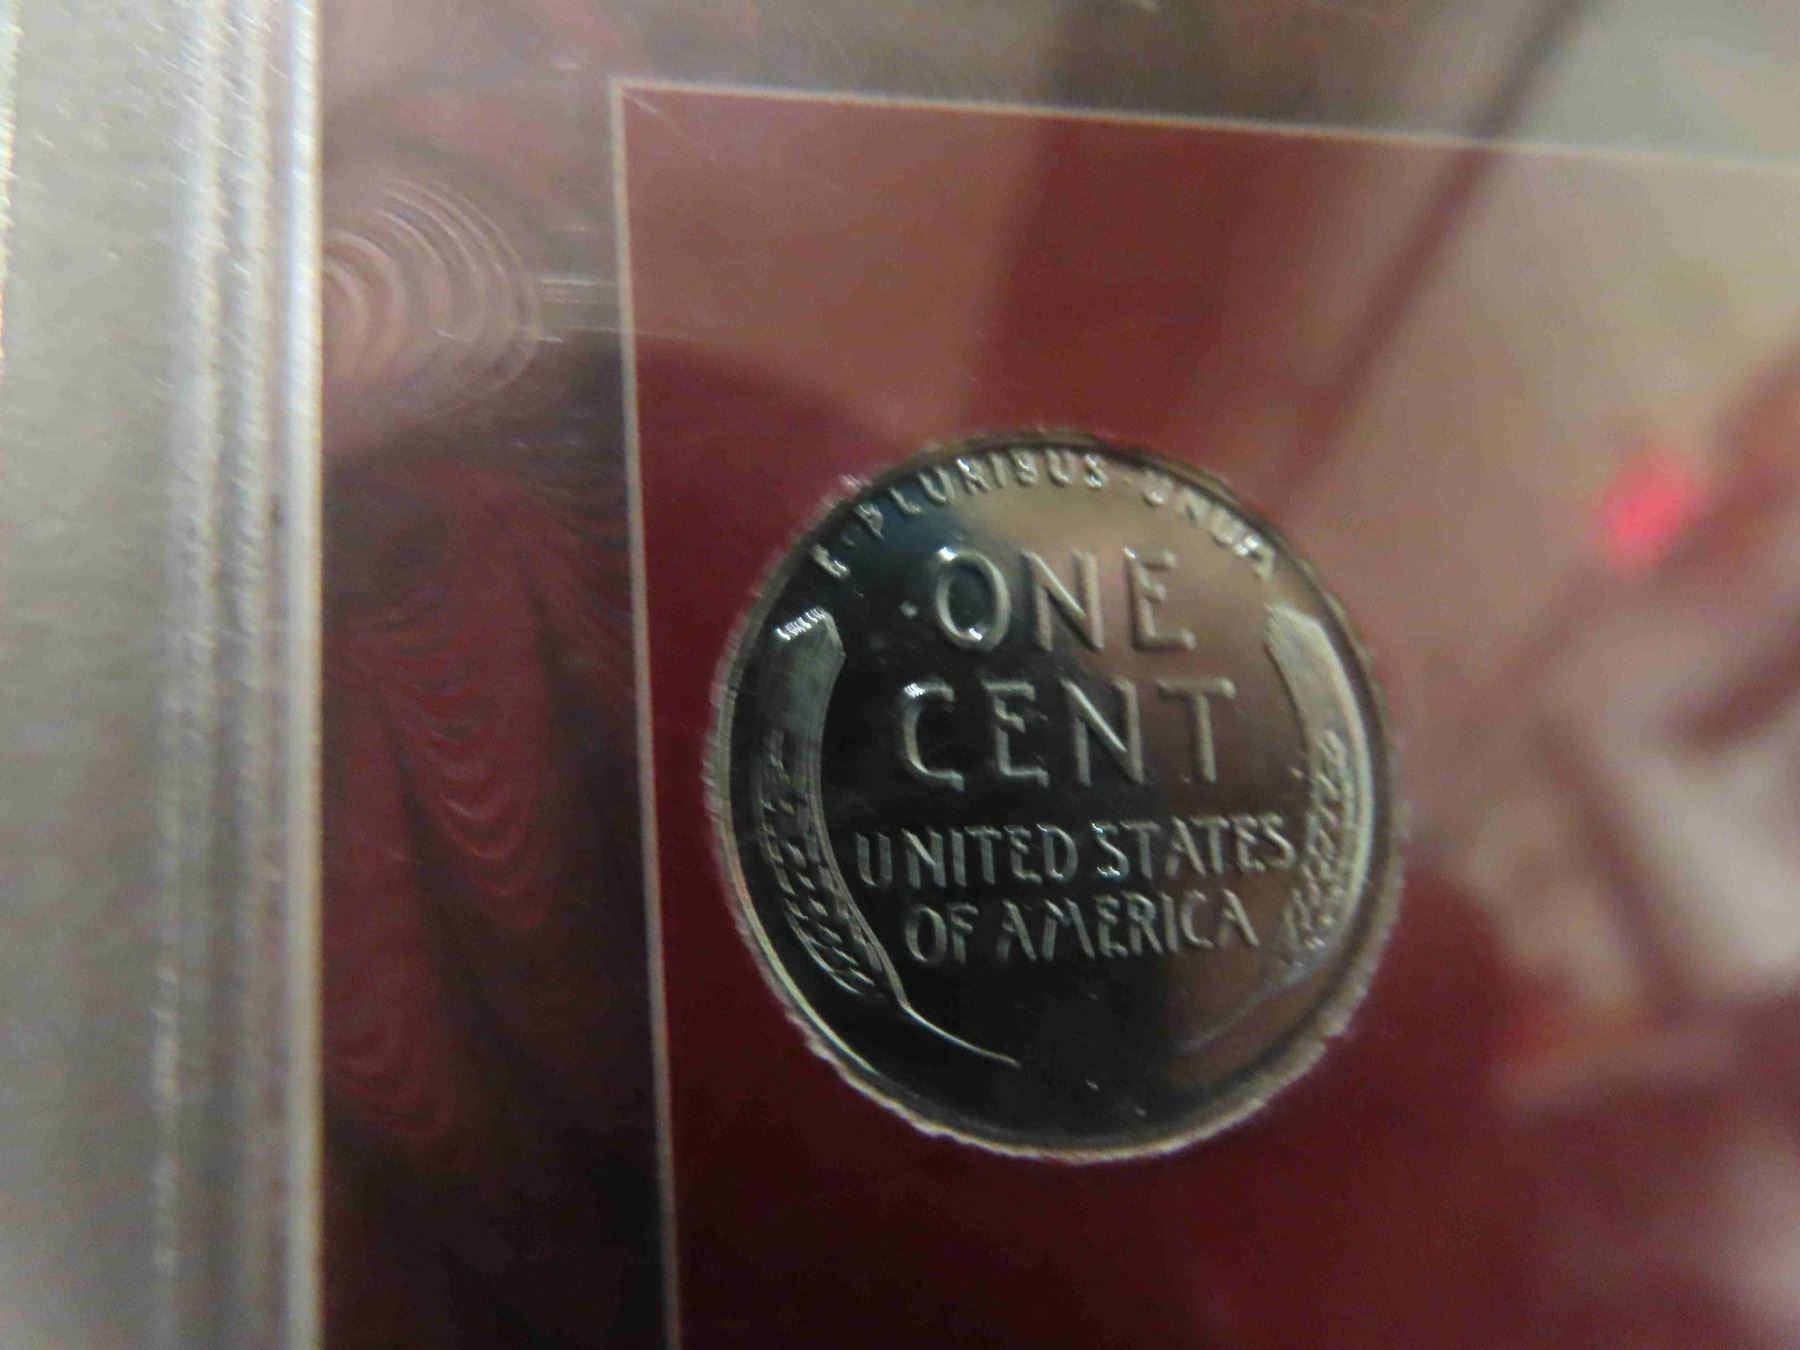 E·PLURIBUS·UNUM
ONE
CENT
UNITED STATES
OF AMERICA